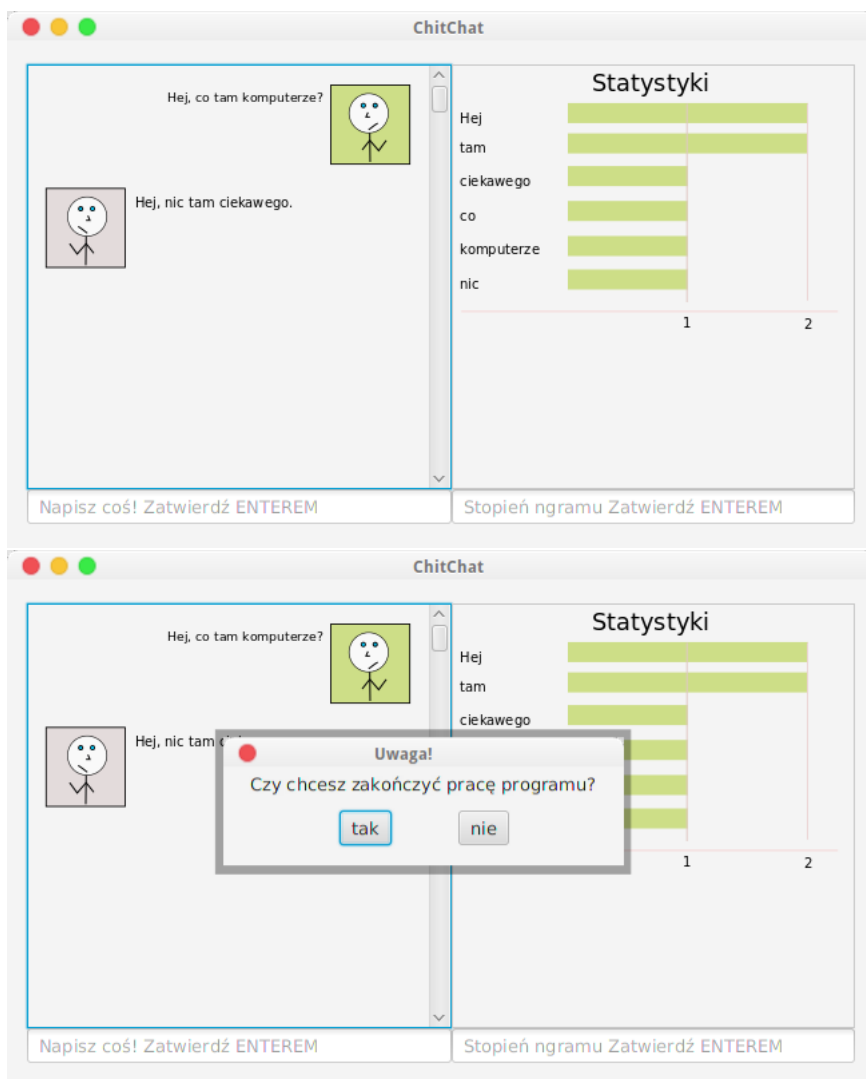 ChitChat
Hej, co tam komputerze?
Hej, nic tam ciekawego.
Statystyki
Hej
tam
ciekawego
co
komputerze
nic
1 2
Napisz coś! Zatwierdź ENTEREM
Stopień ngramu Zatwierdź ENTEREM
ChitChat
Hej, co tam komputerze?
Hej, nic tam
Uwaga!
Czy chcesz zakończyć pracę programu?
tak nie
Statystyki
Hej
tam
ciekawego
1 2
Napisz coś! Zatwierdź ENTEREM
Stopień ngramu Zatwierdź ENTEREM